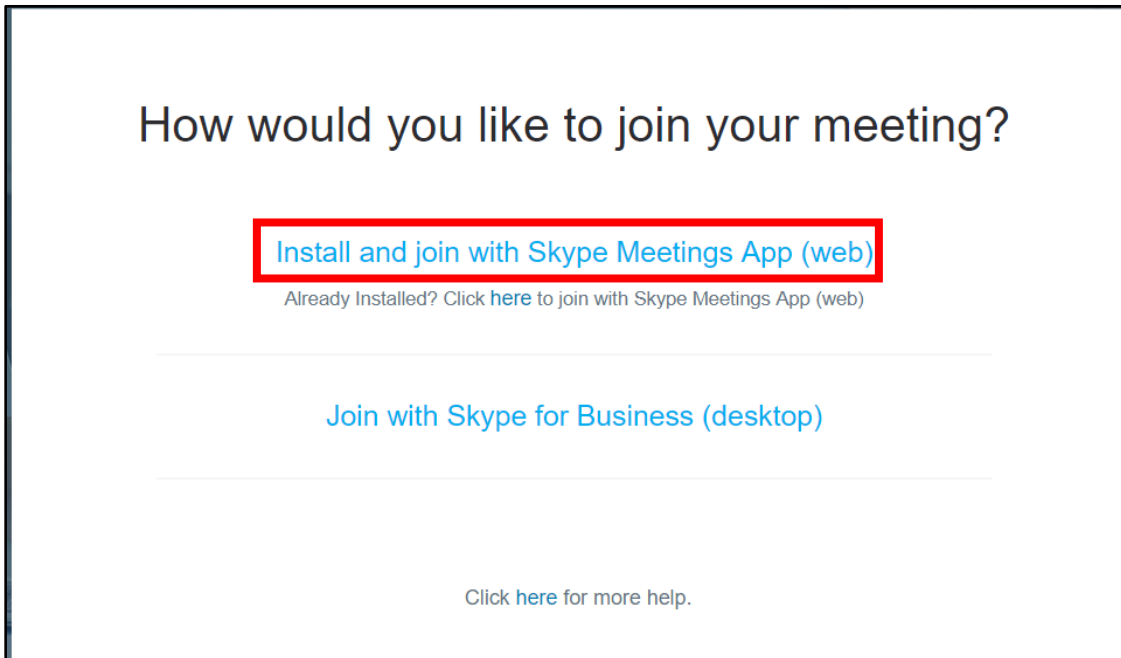 How would you like to join your meeting?
Install and join with Skype Meetings App (web)
Already Installed? Click here to join with Skype Meetings App (web)
Join with Skype for Business (desktop)
Click here for more help.